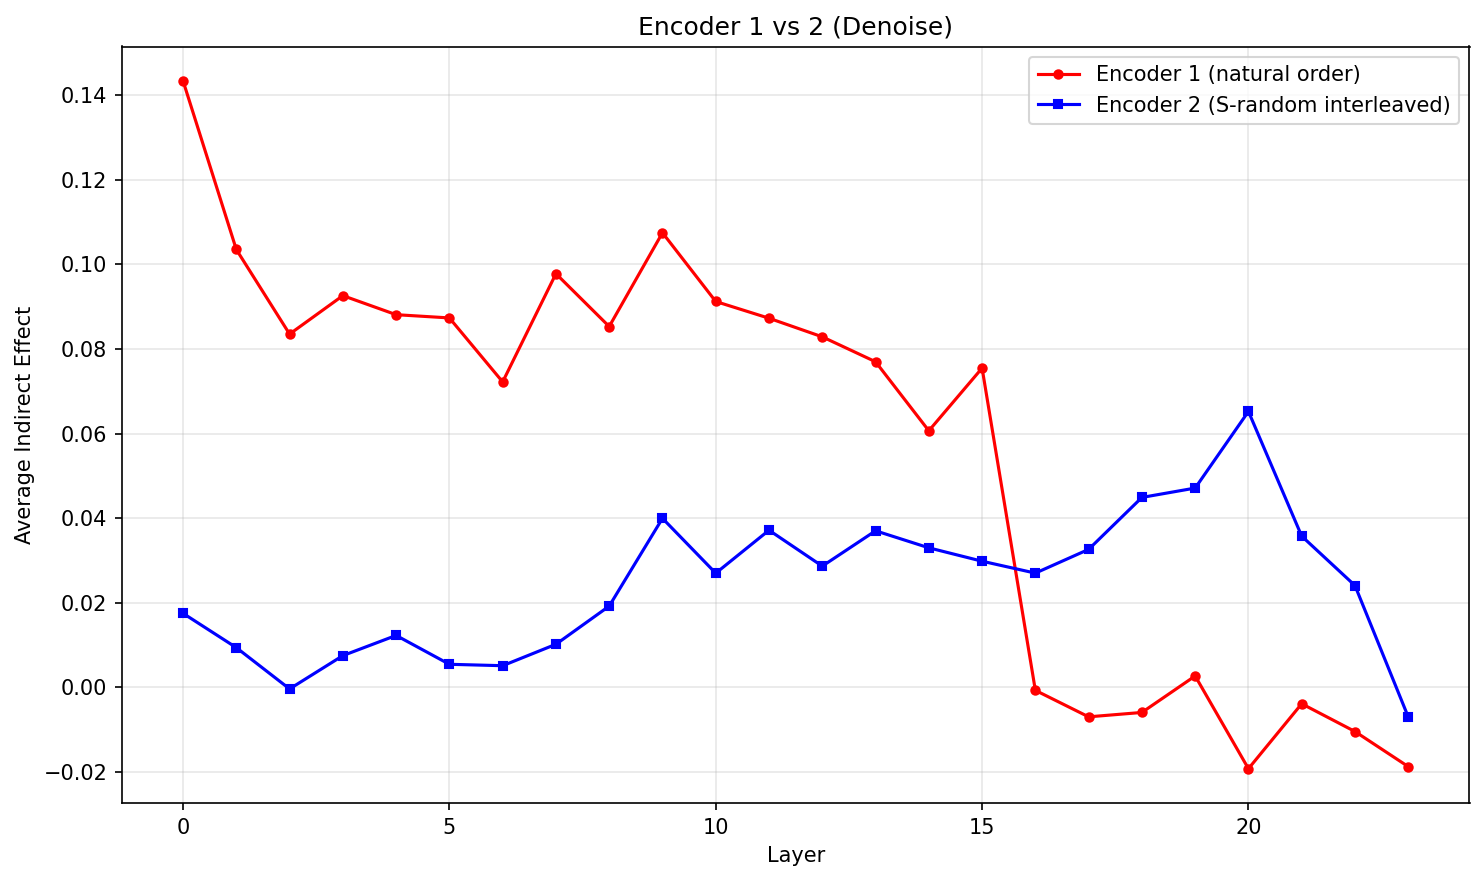 Encoder 1 vs 2 (Denoise)
Encoder 1 (natural order)
Encoder 2 (S-random interleaved)
Average Indirect Effect
0.14
0.12
0.10
0.08
0.06
0.04
0.02
0.00
−0.02
0 5 10 15 20
Layer